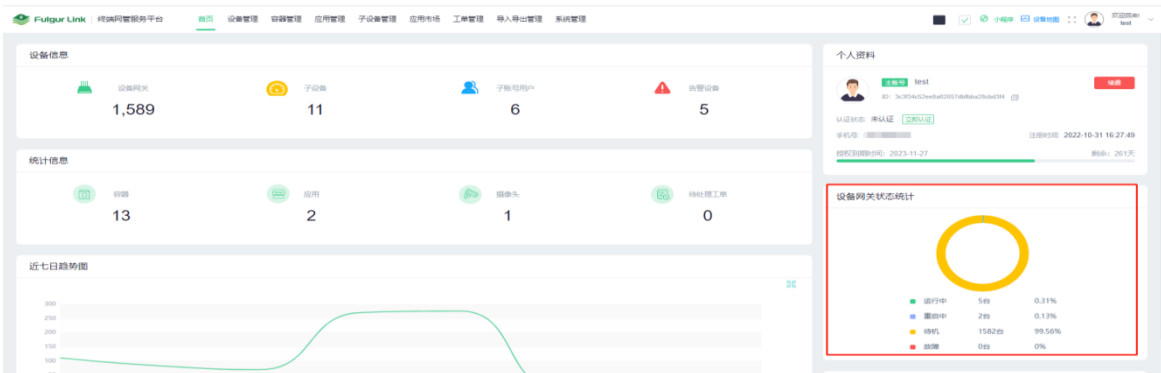 Fulgur Link 终端网管服务平台 首页 设备管理 容器管理 应用管理 子设备管理 应用市场 工单管理 导入导出管理 系统管理 小程序 设备地图 test
设备信息
设备网关 子设备 子账号用户 告警设备
1,589 11 6 5
统计信息
容器 应用 摄像头 待处理工单
13 2 1 0
近七日趋势图
300
250
200
150
100
个人资料
主账号 test 续费
认证状态: 未认证 立即认证
手机号: 注册时间: 2022-10-31 16:27:49
授权到期时间: 2023-11-27 剩余: 261天
设备网关状态统计
运行中 5台 0.31%
重启中 2台 0.13%
待机 1582台 99.56%
故障 0台 0%